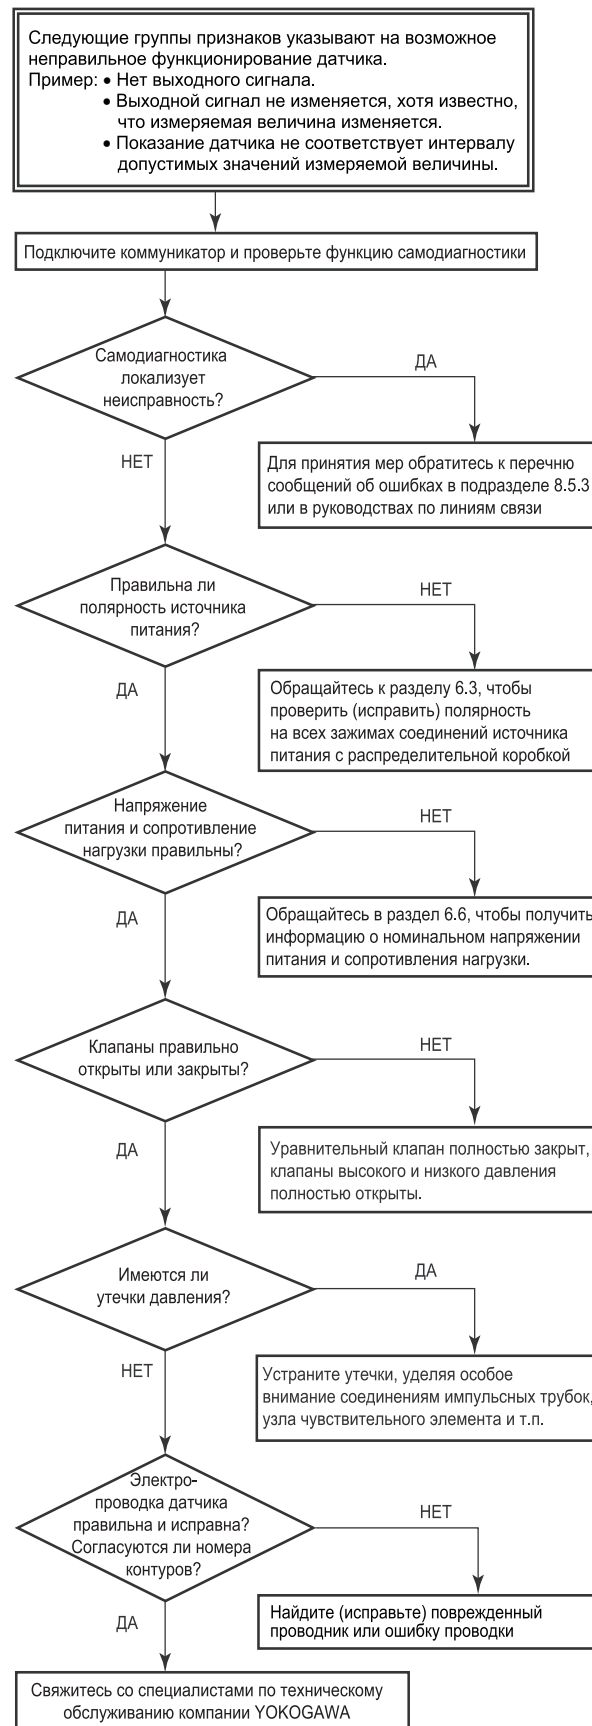 Следующие группы признаков указывают на возможное
неправильное функционирование датчика.
Пример: • Нет выходного сигнала.
• Выходной сигнал не изменяется, хотя известно,
что измеряемая величина изменяется.
• Показание датчика не соответствует интервалу
допустимых значений измеряемой величины.
Подключите коммуникатор и проверьте функцию самодиагностики
Самодиагностика
локализует
неисправность?
ДА
НЕТ
Для принятия мер обратитесь к перечню
сообщений об ошибках в подразделе 8.5.3
или в руководствах по линиям связи
Правильна ли
полярность источника
питания?
НЕТ
ДА
Обращайтесь к разделу 6.3, чтобы
проверить (исправить) полярность
на всех зажимах соединений источника
питания с распределительной коробкой
Напряжение
питания и сопротивление
нагрузки правильны?
НЕТ
ДА
Обращайтесь в раздел 6.6, чтобы получить
информацию о номинальном напряжении
питания и сопротивления нагрузки.
Клапаны правильно
открыты или закрыты?
НЕТ
ДА
Уравнительный клапан полностью закрыт,
клапаны высокого и низкого давления
полностью открыты.
Имеются ли
утечки давления?
ДА
НЕТ
Устраните утечки, уделяя особое
внимание соединениям импульсных трубок,
узла чувствительного элемента и т.п.
Электро-
проводка датчика
правильна и исправна?
Согласуются ли номера
контуров?
НЕТ
ДА
Найдите (исправьте) поврежденный
проводник или ошибку проводки
Свяжитесь со специалистами по техническому
обслуживанию компании YOKOGAWA